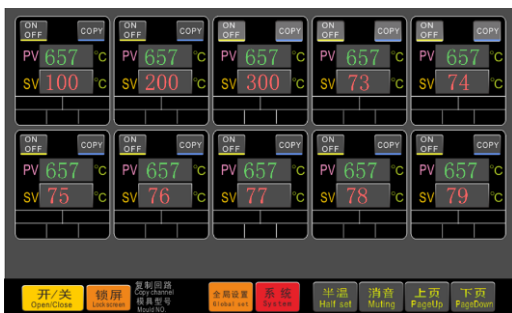 ON OFF COPY
PV 657 °C
SV 100 °C
ON OFF COPY
PV 657 °C
SV 200 °C
ON OFF COPY
PV 657 °C
SV 300 °C
ON OFF COPY
PV 657 °C
SV 73 °C
ON OFF COPY
PV 657 °C
SV 74 °C
ON OFF COPY
PV 657 °C
SV 75 °C
ON OFF COPY
PV 657 °C
SV 76 °C
ON OFF COPY
PV 657 °C
SV 77 °C
ON OFF COPY
PV 657 °C
SV 78 °C
ON OFF COPY
PV 657 °C
SV 79 °C
开/关
Open/Close
锁屏
Lock screen
复制回路
Copy channel
模具型号
Mould NO.
全局设置
Global set
系统
System
半温
Half set
消音
Muting
上页
PageUp
下页
PageDown